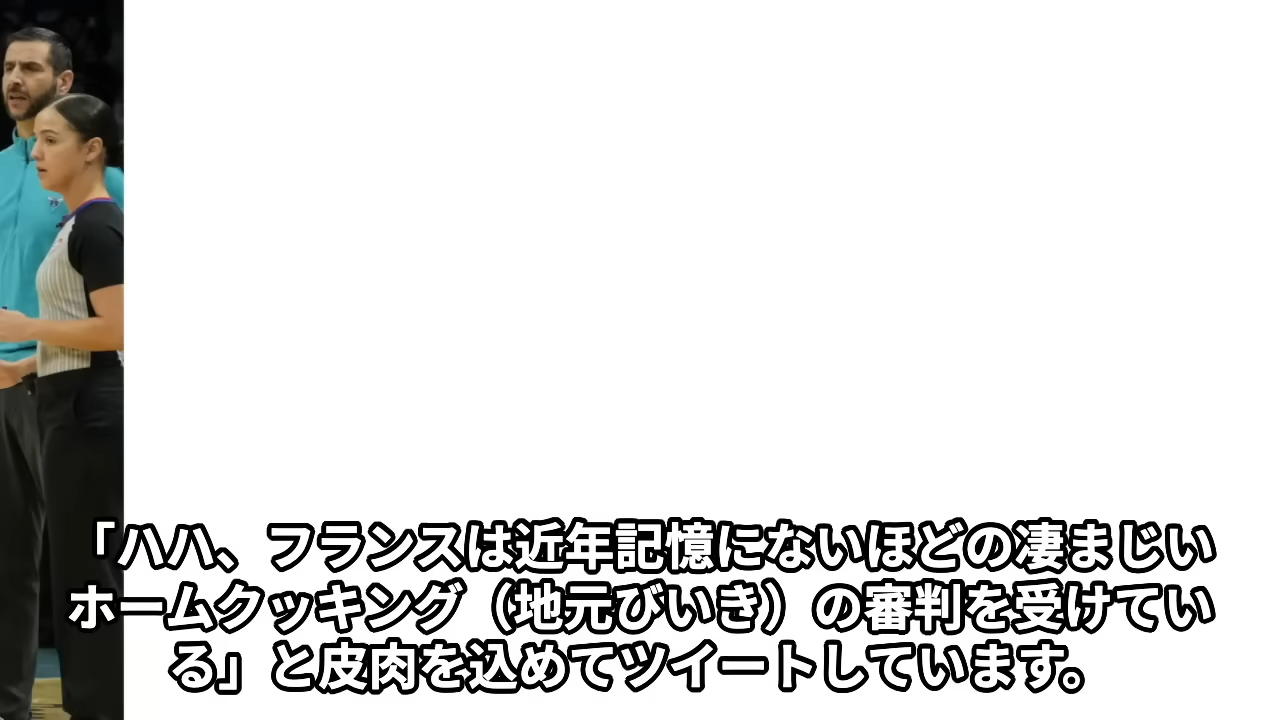 「ハハ、フランスは近年記憶にないほどの凄まじい
ホームクッキング（地元びいき）の審判を受けてい
る」と皮肉を込めてツイートしています。